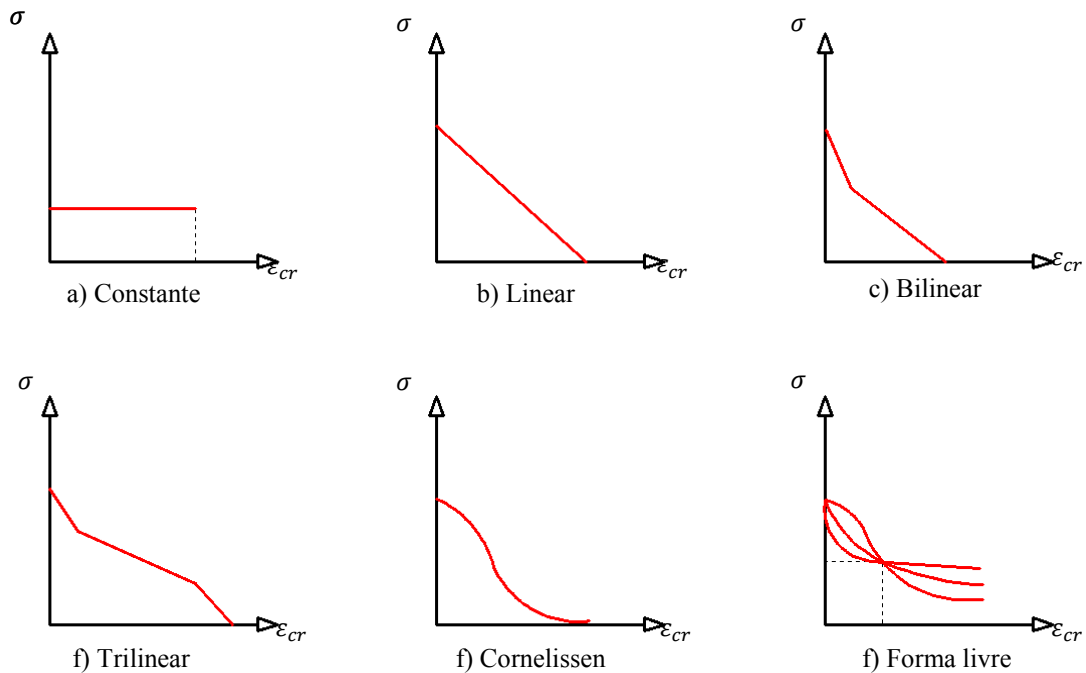 σ
σ
σ
ε_cr
ε_cr
ε_cr
a) Constante
b) Linear
c) Bilinear
σ
σ
σ
ε_cr
ε_cr
ε_cr
f) Trilinear
f) Cornelissen
f) Forma livre